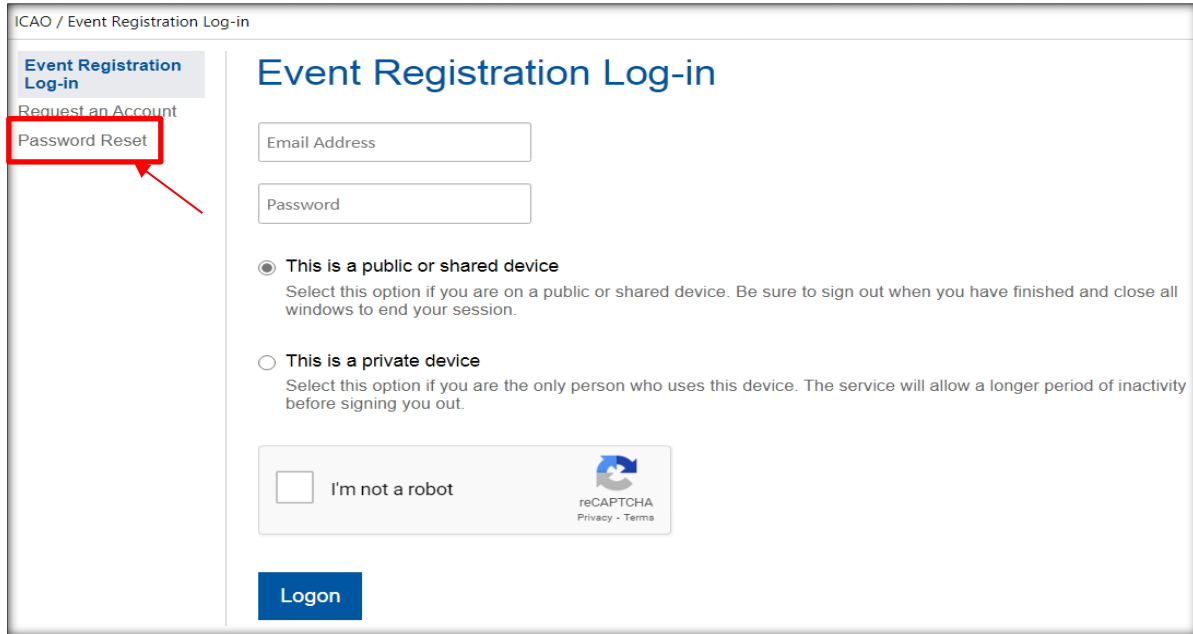 ICAO / Event Registration Log-in
Event Registration
Log-in
Request an Account
Password Reset
Event Registration Log-in
Email Address
Password
This is a public or shared device
Select this option if you are on a public or shared device. Be sure to sign out when you have finished and close all
windows to end your session.
This is a private device
Select this option if you are the only person who uses this device. The service will allow a longer period of inactivity
before signing you out.
I'm not a robot
reCAPTCHA
Privacy - Terms
Logon